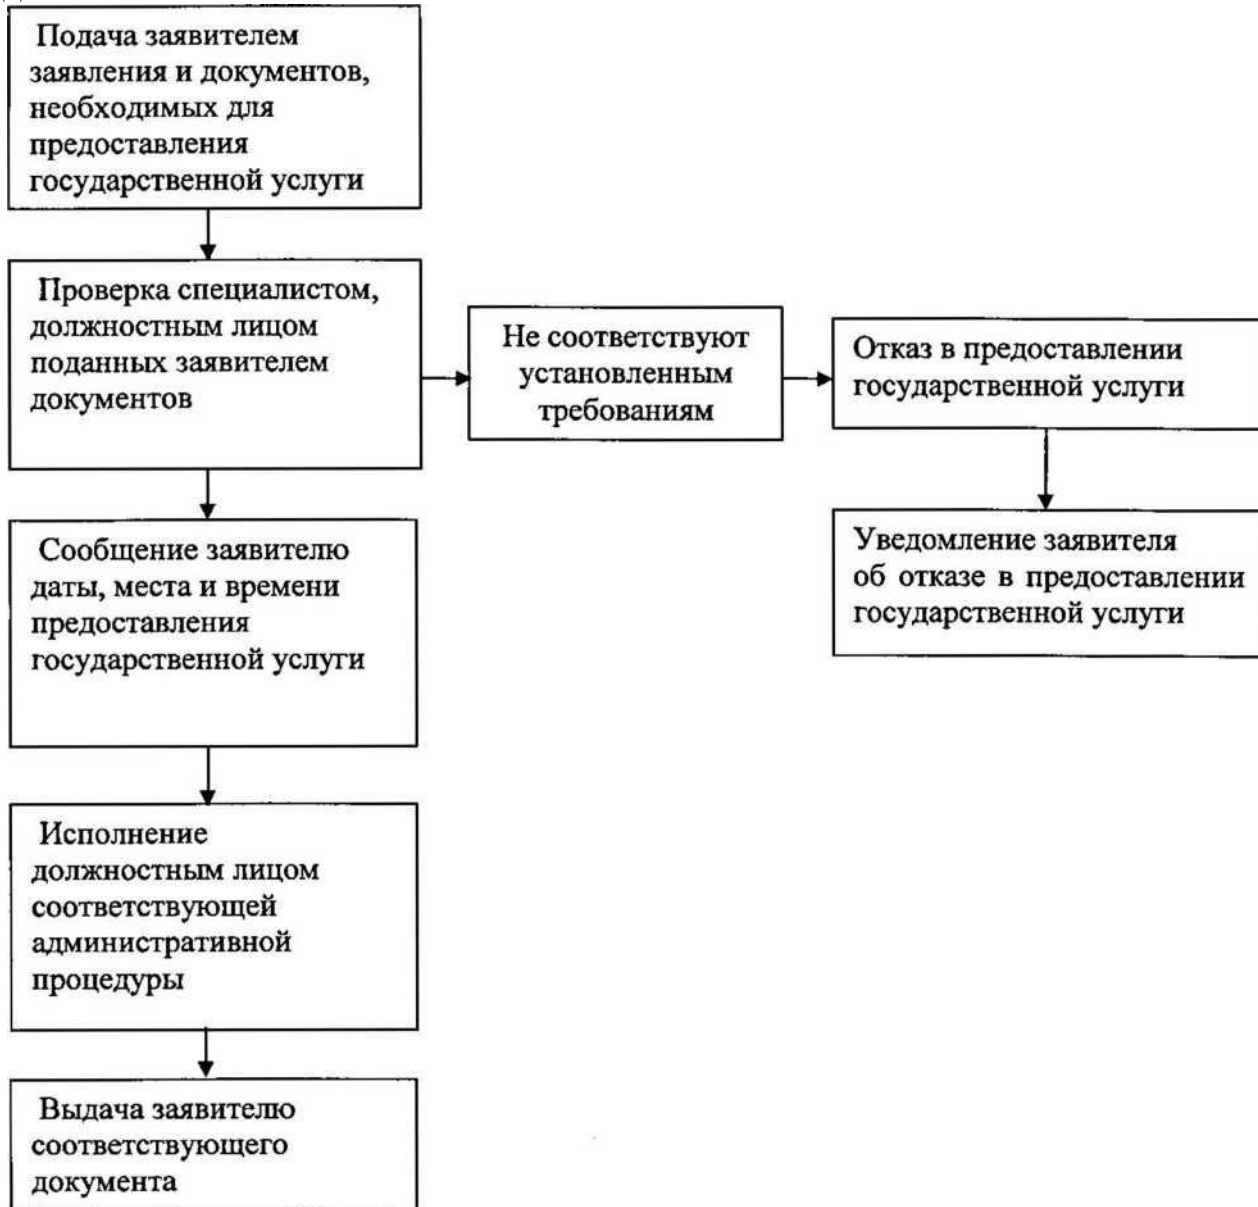 Подача заявителем
заявления и документов,
необходимых для
предоставления
государственной услуги
Проверка специалистом,
должностным лицом
поданных заявителем
документов
Не соответствуют
установленным
требованиям
Отказ в предоставлении
государственной услуги
Уведомление заявителя
об отказе в предоставлении
государственной услуги
Сообщение заявителю
даты, места и времени
предоставления
государственной услуги
Исполнение
должностным лицом
соответствующей
административной
процедуры
Выдача заявителю
соответствующего
документа